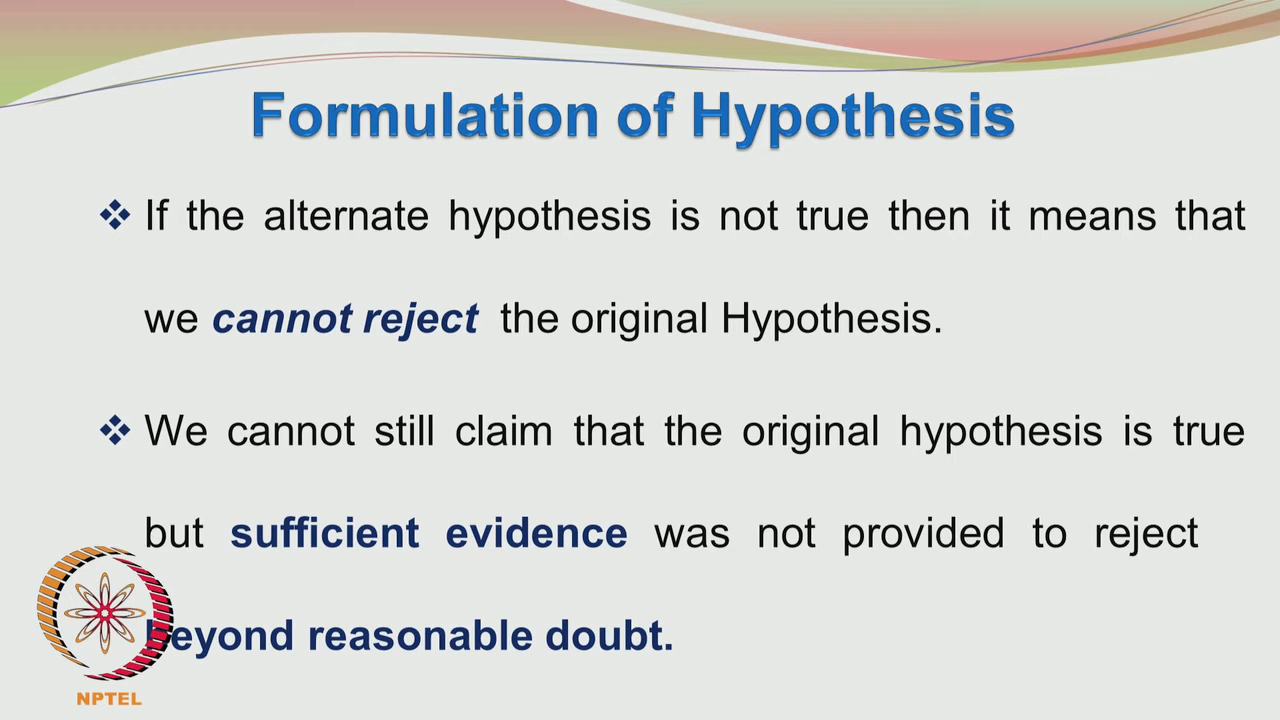 Formulation of Hypothesis
❖ If the alternate hypothesis is not true then it means that
we cannot reject the original Hypothesis.
❖ We cannot still claim that the original hypothesis is true
but sufficient evidence was not provided to reject
beyond reasonable doubt.
NPTEL